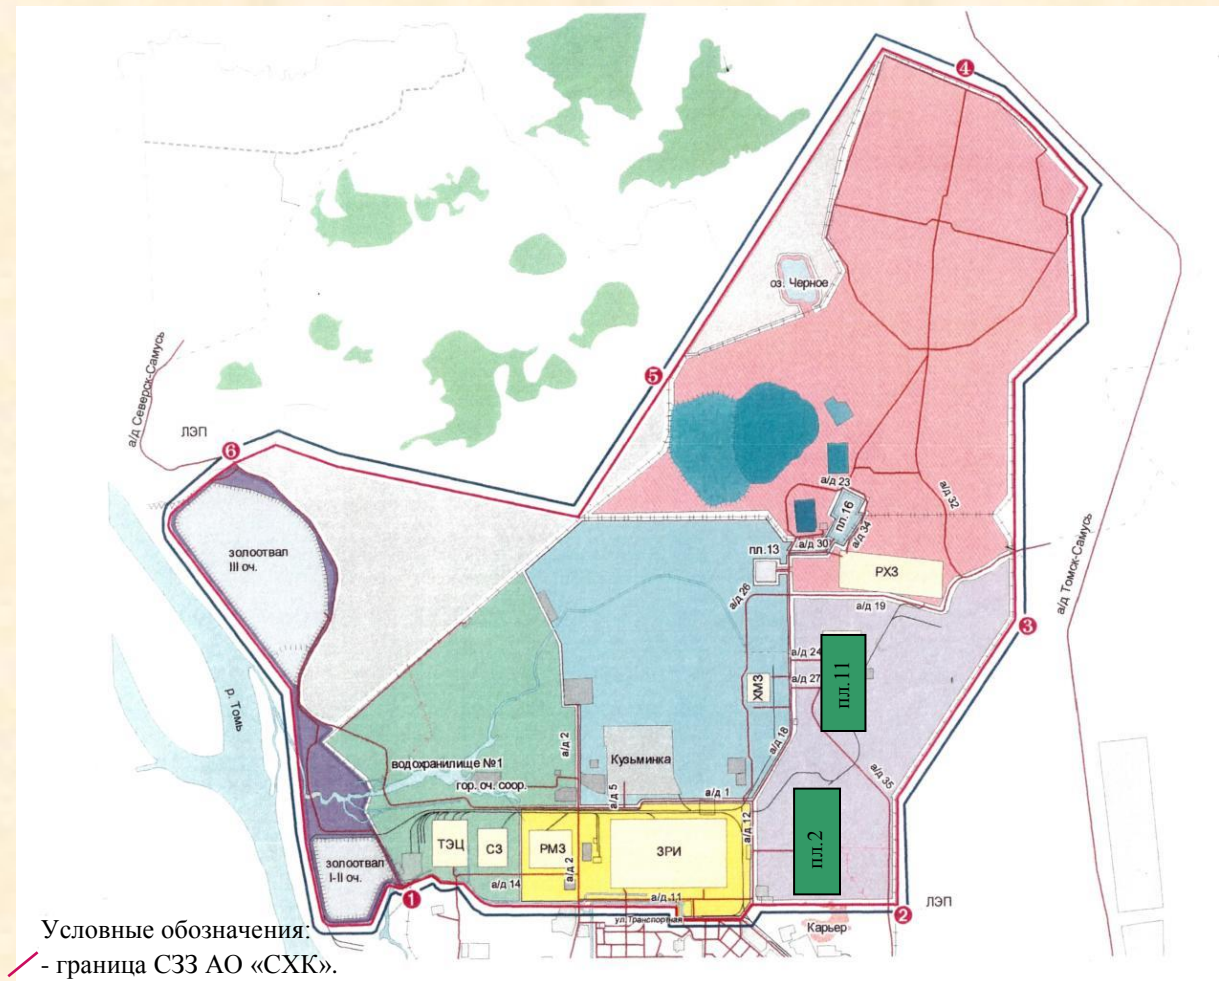 4
оз. Черное
5
а/д Северск-Самусь
ЛЭП
6
а/д 23
а/д 32
пл.16
а/д 34
а/д 30
пл.13
золоотвал
III оч.
РХЗ
а/д Томск-Самусь
а/д 26
а/д 19
3
а/д 24
пл.11
ХМЗ
а/д 27
р. Томь
а/д 2
а/д 18
Кузьминка
водохранилище №1
гор. оч. соор.
а/д 5
а/д 1
а/д 35
а/д 12
ТЭЦ
СЗ
РМЗ
ЗРИ
пл.2
золоотвал
I-II оч.
а/д 2
а/д 14
1
а/д 11
2
ЛЭП
ул.Транспортная
Карьер
Условные обозначения:
- граница СЗЗ АО «СХК».